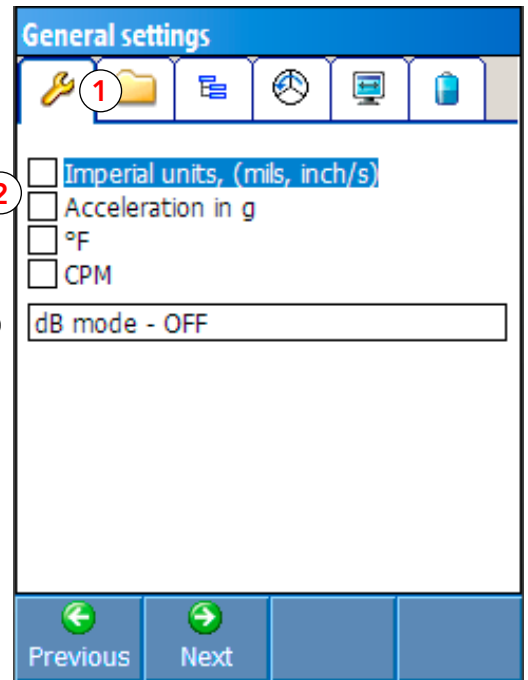 General settings
1
Imperial units, (mils, inch/s)
2
Acceleration in g
°F
CPM
dB mode - OFF
Previous Next